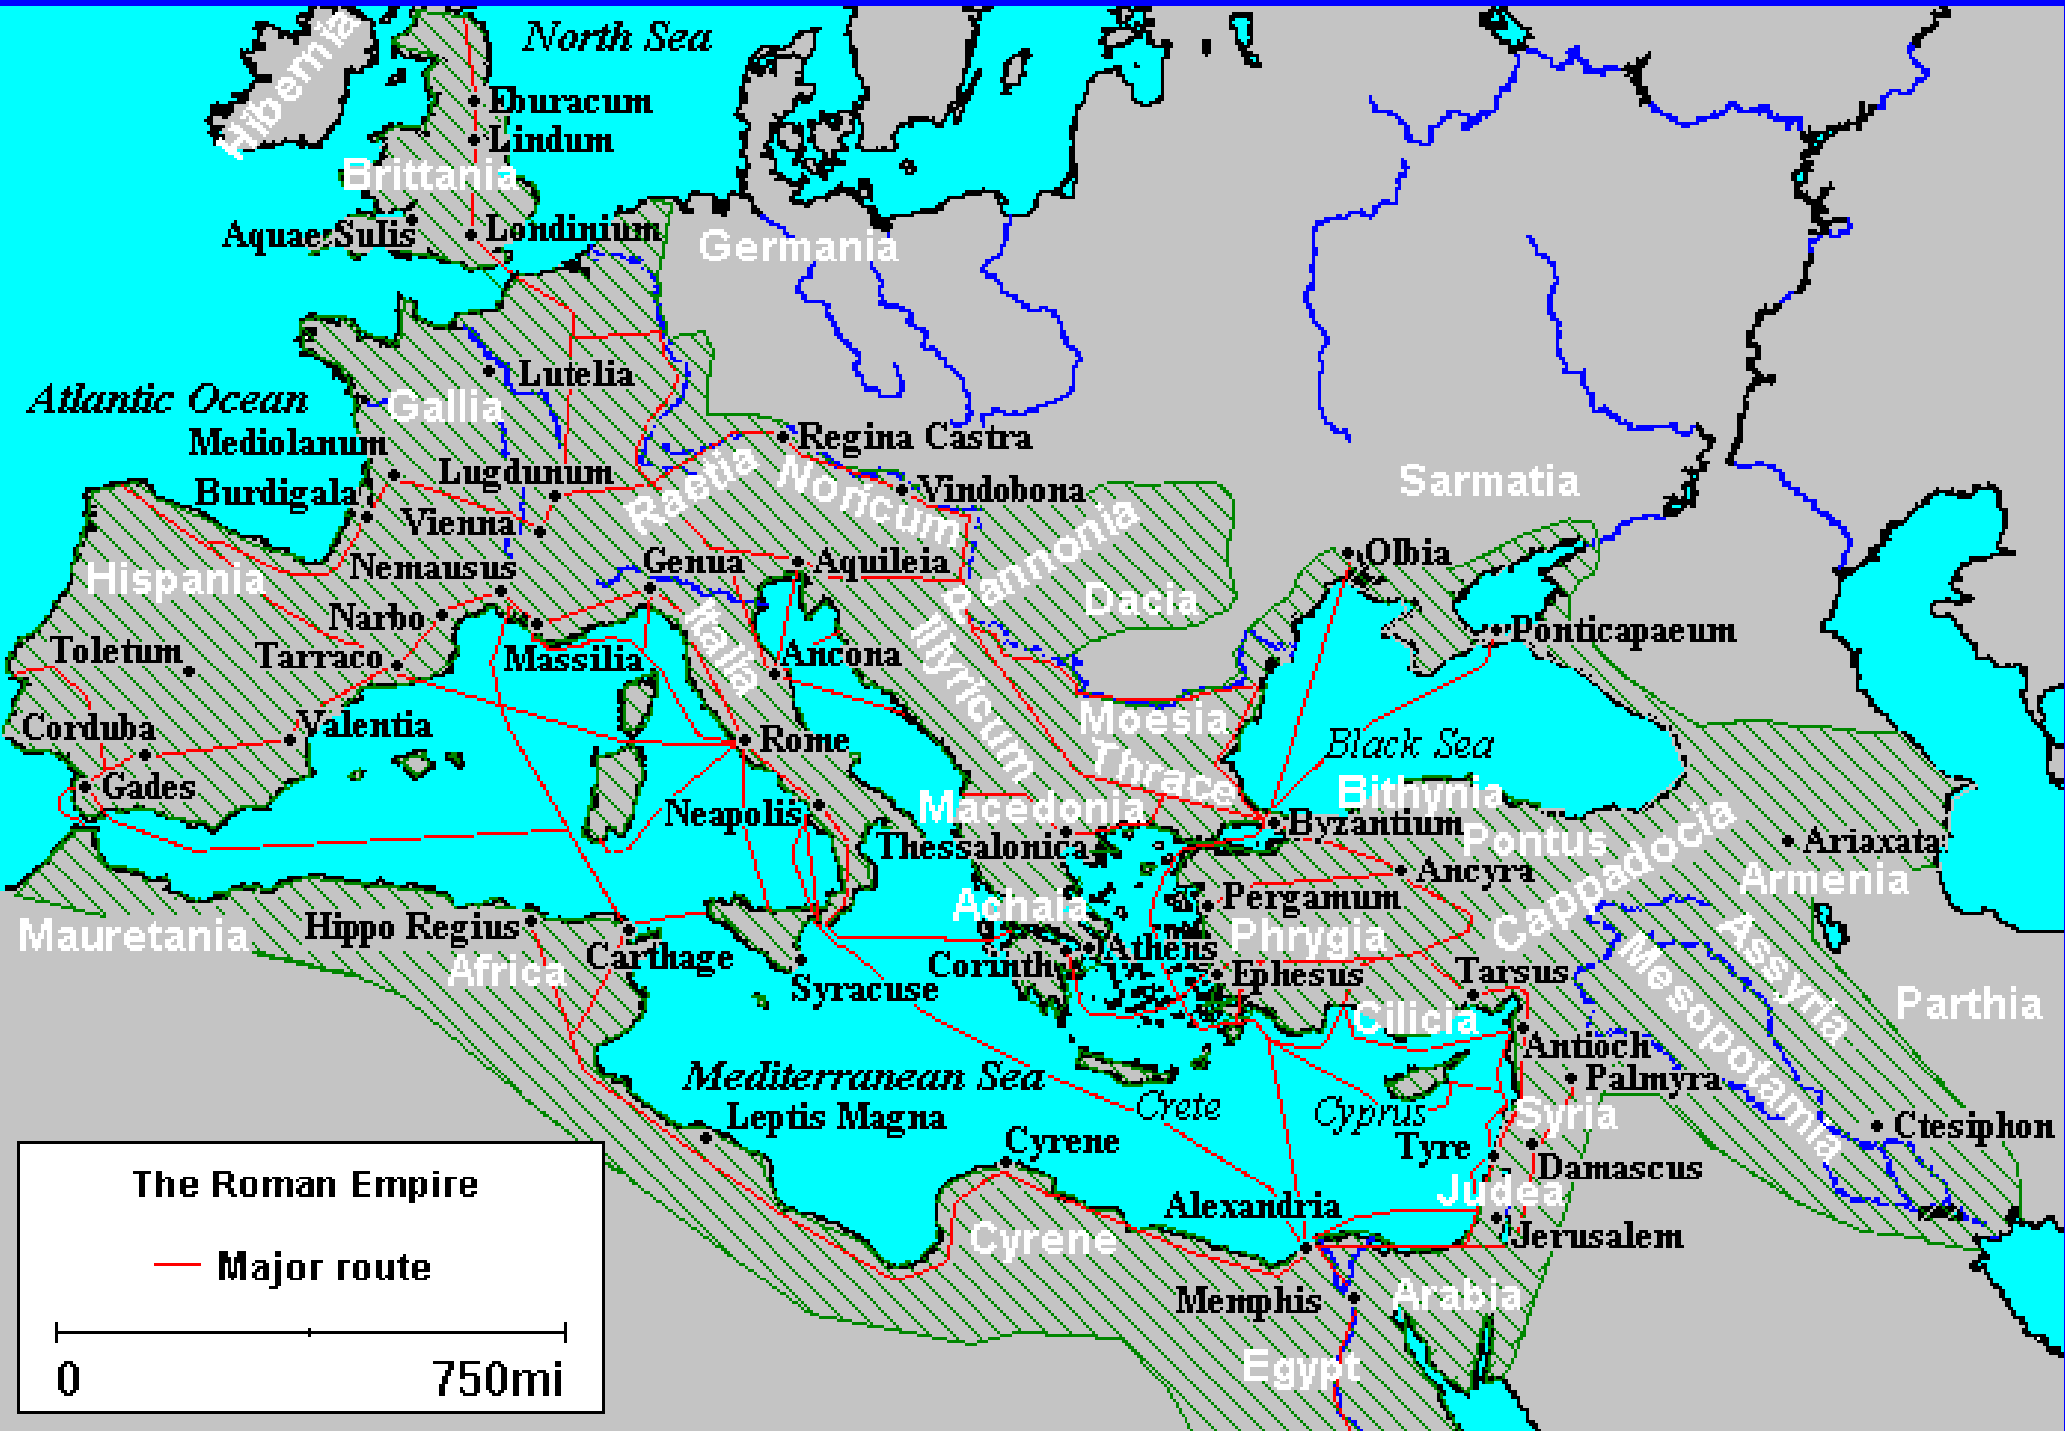 North Sea
Hibernia
Eburacum
Lindum
Brittania
Aquae Sulis
Londinium
Germania
Lutelia
Atlantic Ocean
Gallia
Mediolanum
Regina Castra
Lugdunum
Raetia
Noricum
Sarmatia
Burdigala
Vindobona
Vienna
Pannonia
Olbia
Genua
Aquileia
Nemausus
Hispania
Dacia
Narbo
Italia
Illyricum
Ponticapaeum
Toletum
Tarraco
Massilia
Ancona
Corduba
Valentia
Moesia
Rome
Black Sea
Thrace
Gades
Bithynia
Neapolis
Macedonia
Byzantium
Pontus
Cappadocia
Ariaxata
Thessalonica
Ancyra
Armenia
Pergamum
Achaia
Mauretania
Hippo Regius
Phrygia
Assyria
Athens
Carthage
Africa
Corinth
Ephesus
Tarsus
Mesopotamia
Syracuse
Parthia
Cilicia
Antioch
Mediterranean Sea
Palmyra
Crete
Cyprus
Leptis Magna
Syria
Ctesiphon
Cyrene
Tyre
Damascus
Judea
Alexandria
Cyrene
Jerusalem
Memphis
Arabia
Egypt
The Roman Empire
Major route
0 750mi